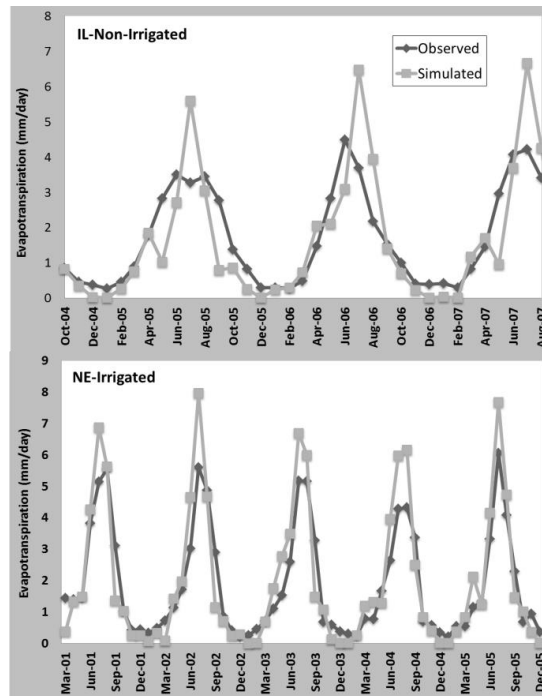 IL-Non-Irrigated
Observed
Simulated
Evapotranspiration (mm/day)
8
7
6
5
4
3
2
1
0
Oct-04
Dec-04
Feb-05
Apr-05
Jun-05
Aug-05
Oct-05
Dec-05
Feb-06
Apr-06
Jun-06
Aug-06
Oct-06
Dec-06
Feb-07
Apr-07
Jun-07
Aug-07
NE-Irrigated
Evapotranspiration (mm/day)
9
8
7
6
5
4
3
2
1
0
Mar-01
Jun-01
Sep-01
Dec-01
Mar-02
Jun-02
Sep-02
Dec-02
Mar-03
Jun-03
Sep-03
Dec-03
Mar-04
Jun-04
Sep-04
Dec-04
Mar-05
Jun-05
Sep-05
Dec-05